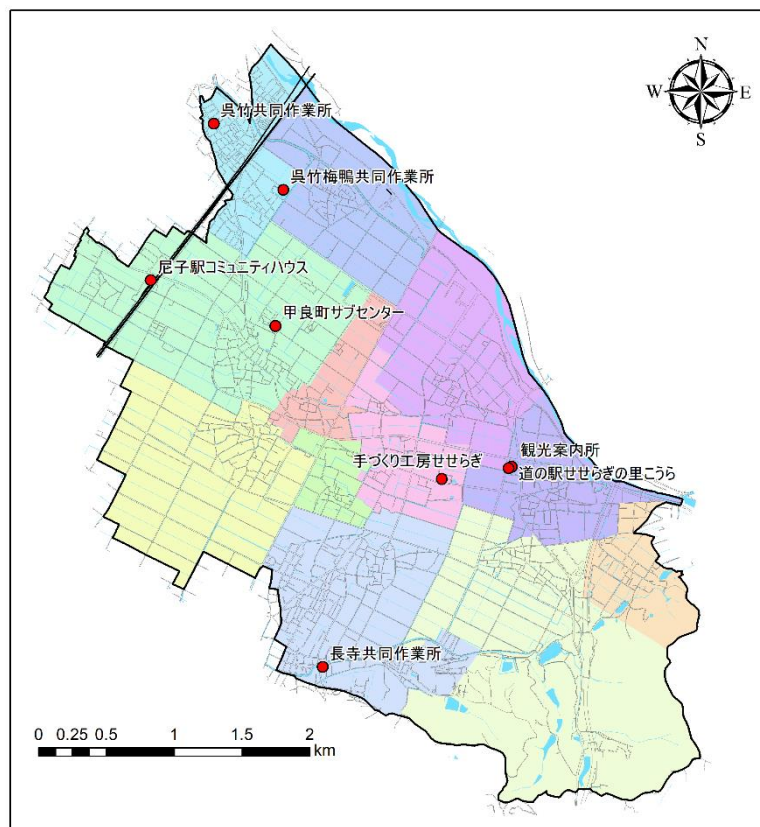 N
W
E
S
呉竹共同作業所
呉竹梅鴨共同作業所
尼子駅コミュニティハウス
甲良町サブセンター
観光案内所
手づくり工房せせらぎ
道の駅せせらぎの里こうら
長寺共同作業所
0 0.25 0.5 1 1.5 2
km